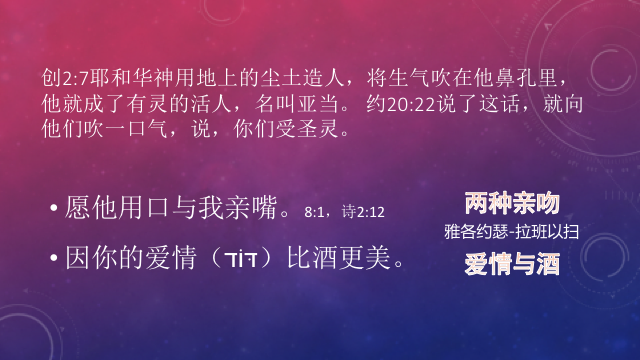 创2:7耶和华神用地上的尘土造人，将生气吹在他鼻孔里，
他就成了有灵的活人，名叫亚当。 约20:22说了这话，就向
他们吹一口气，说，你们受圣灵。
• 愿他用口与我亲嘴。8:1，诗2:12
• 因你的爱情（דּוֹד）比酒更美。
两种亲吻
雅各约瑟-拉班以扫
爱情与酒